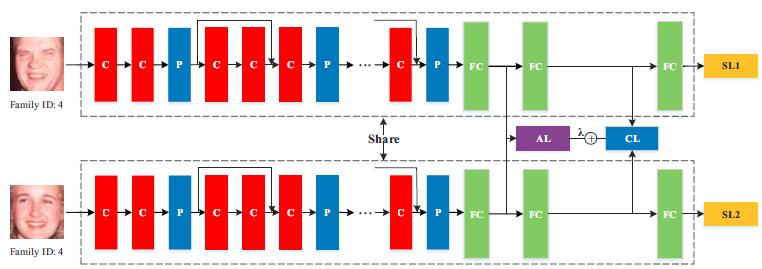 C C P C C C P ... C P FC FC FC SL1
Family ID: 4
Share
AL λ CL
C C P C C C P ... C P FC FC FC SL2
Family ID: 4